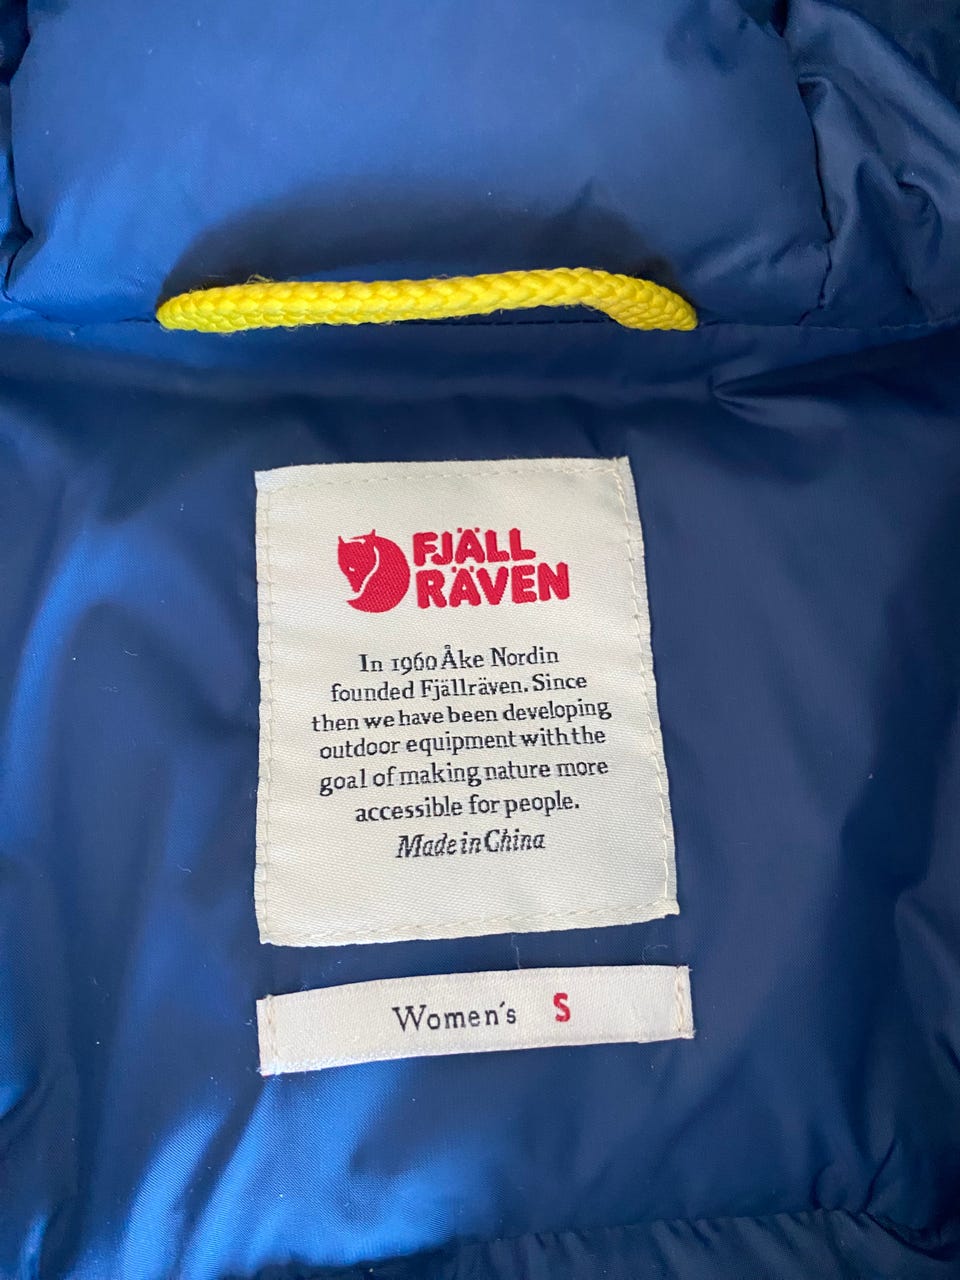 FJÄLL
RÄVEN
In 1960 Åke Nordin
founded Fjällräven. Since
then we have been developing
outdoor equipment with the
goal of making nature more
accessible for people.
Made in China
Women's S